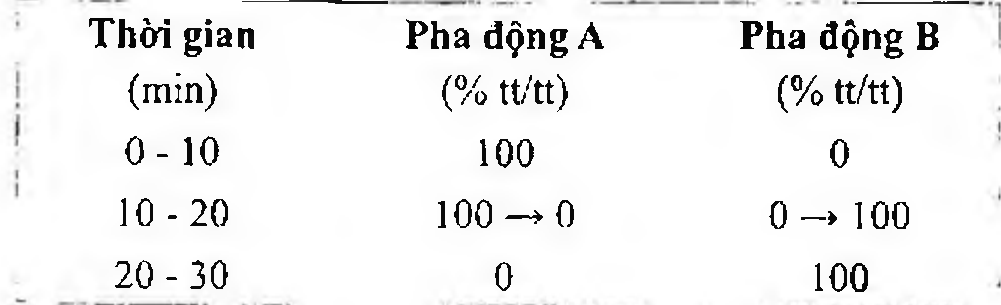 Thời gian Pha động A Pha động B
(min) (% tt/tt) (% tt/tt)
0 - 10 100 0
10 - 20 100 → 0 0 → 100
20 - 30 0 100